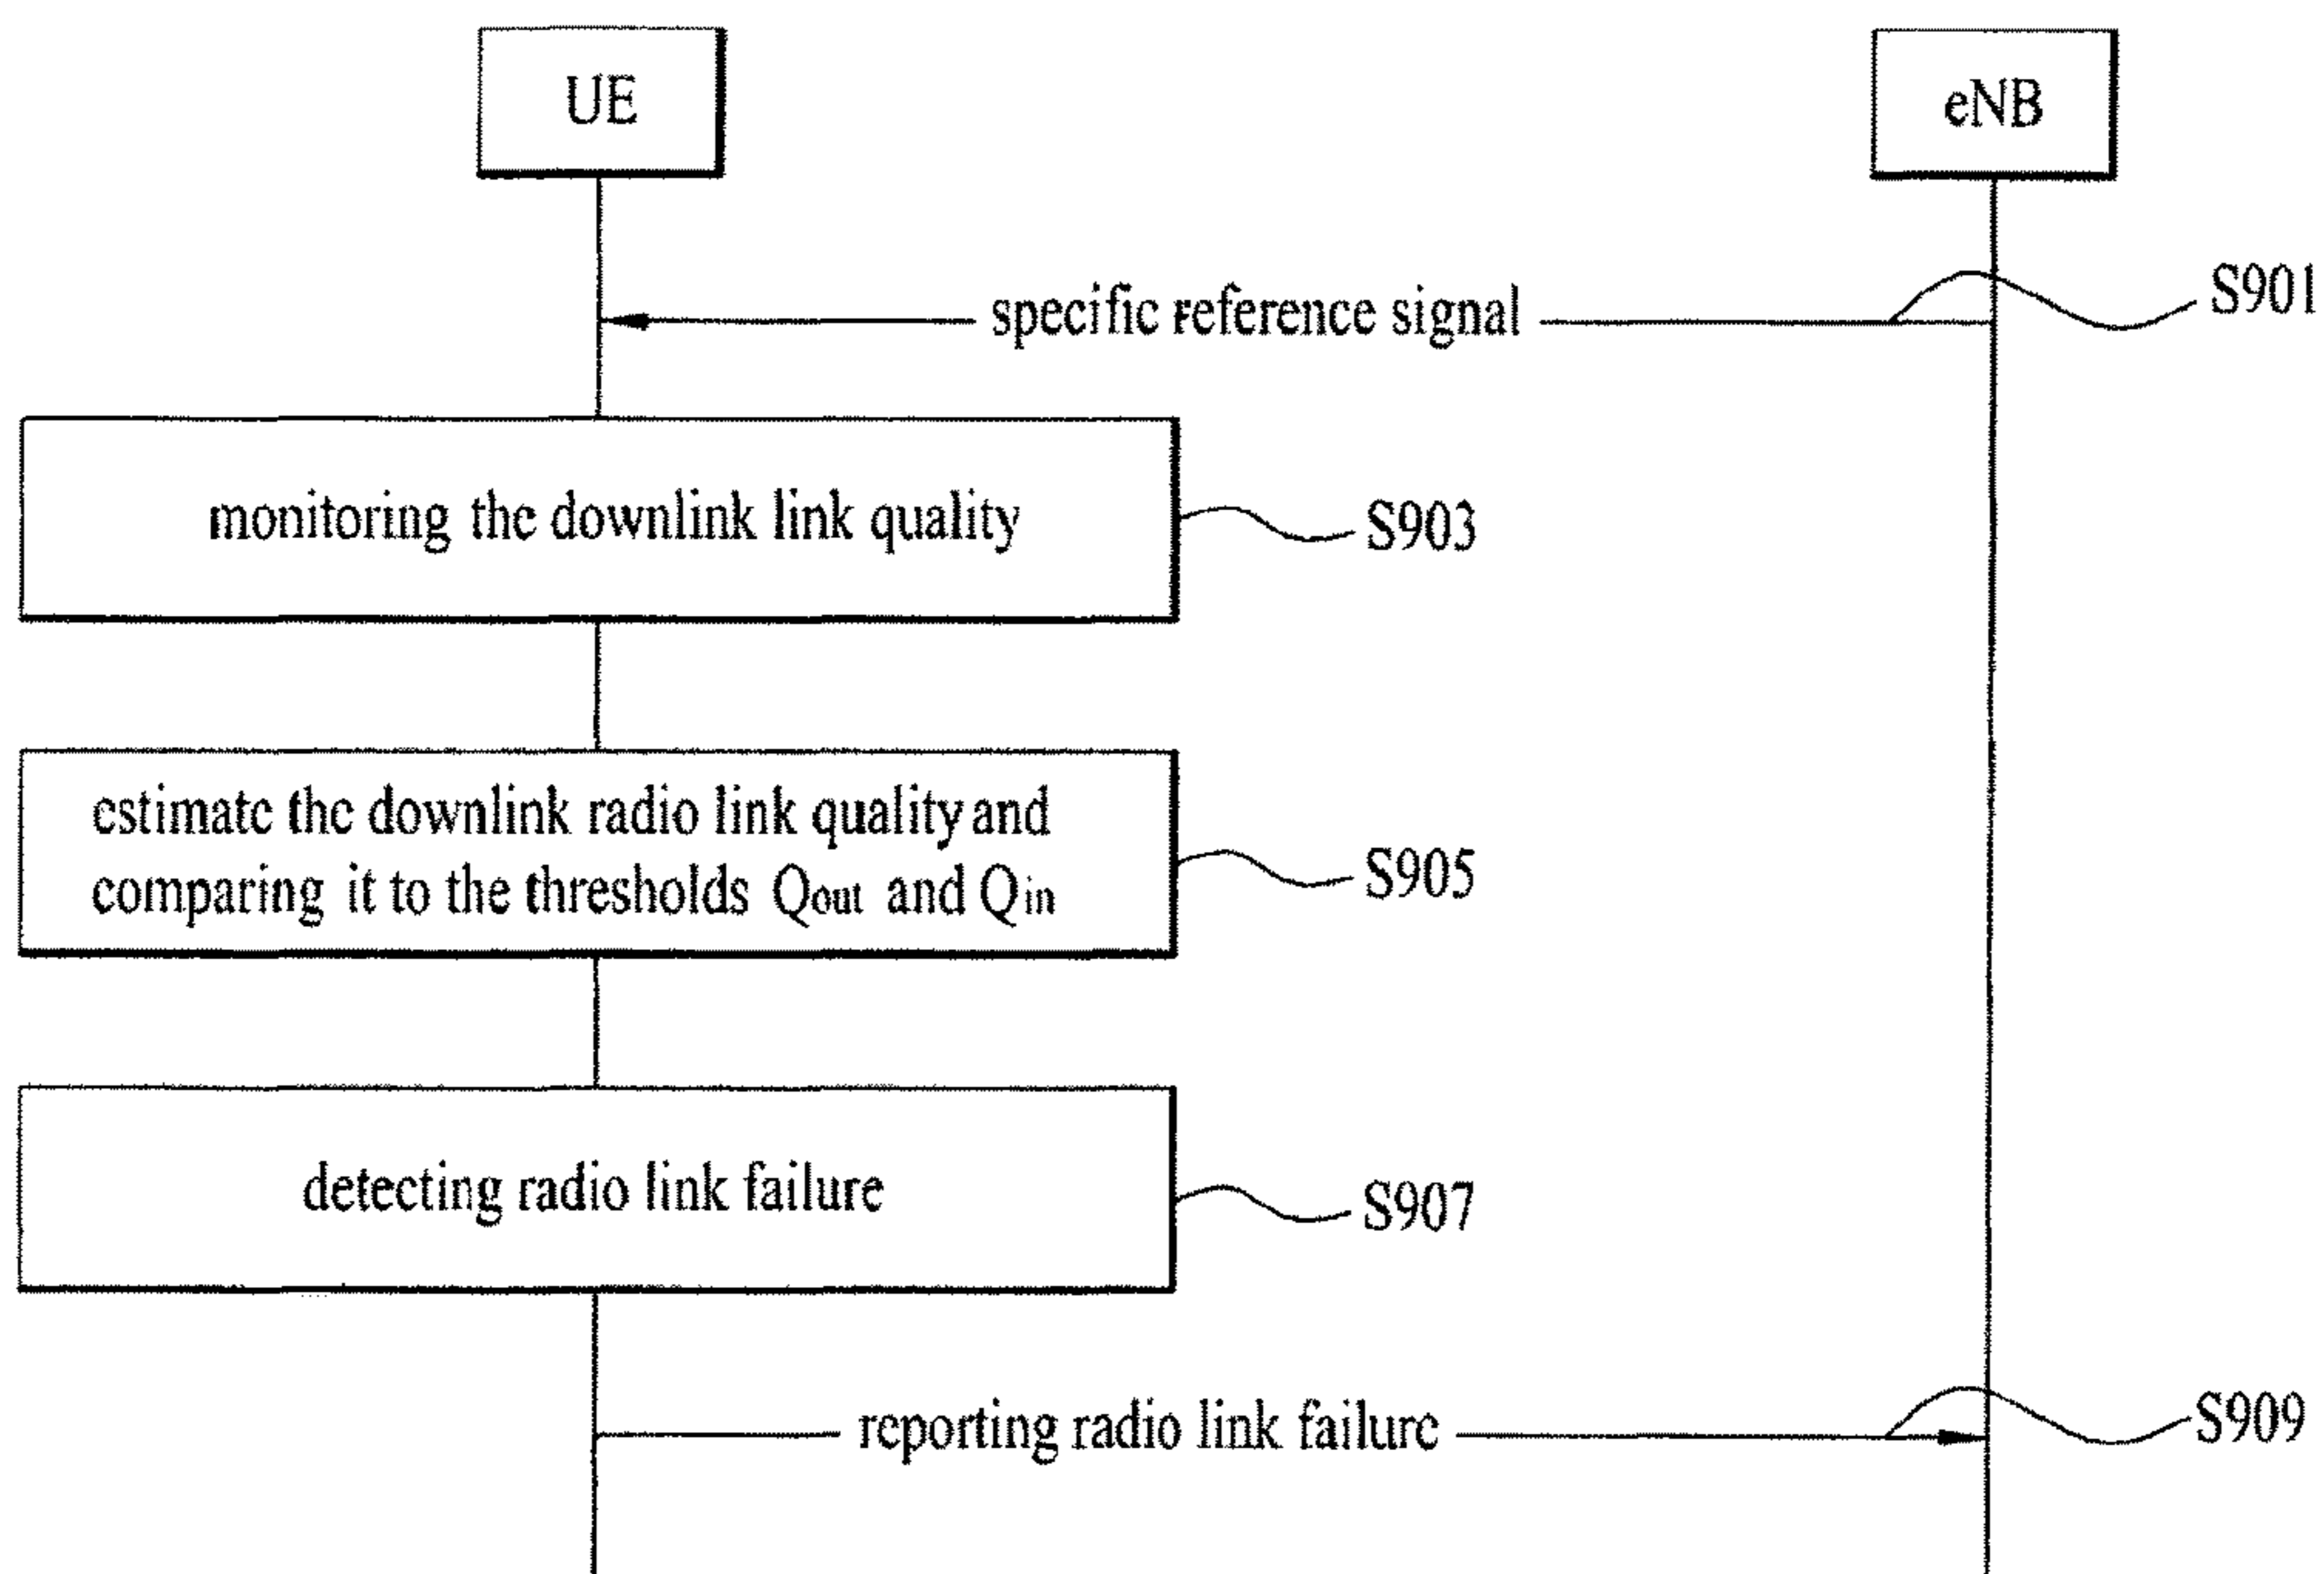 UE
eNB
specific reference signal
S901
monitoring the downlink link quality
S903
estimate the downlink radio link quality and
comparing it to the thresholds Qout and Qin
S905
detecting radio link failure
S907
reporting radio link failure
S909